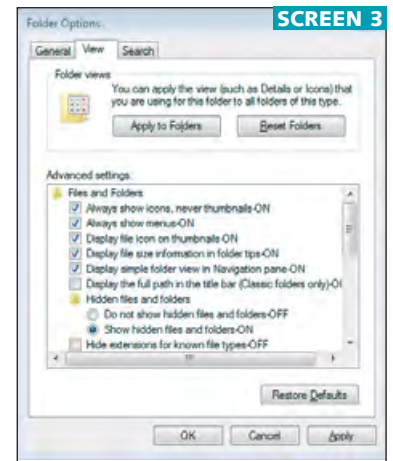 SCREEN 3
Folder Options
General View Search
Folder views
You can apply the view (such as Details or Icons) that
you are using for this folder to all folders of this type.
Apply to Folders Reset Folders
Advanced settings:
Files and Folders
Always show icons, never thumbnails-ON
Always show menus-ON
Display file icon on thumbnails-ON
Display file size information in folder tips-ON
Display simple folder view in Navigation pane-ON
Display the full path in the title bar (Classic folders only)-OI
Hidden files and folders
Do not show hidden files and folders-OFF
Show hidden files and folders-ON
Hide extensions for known file types-OFF
Restore Defaults
OK Cancel Apply